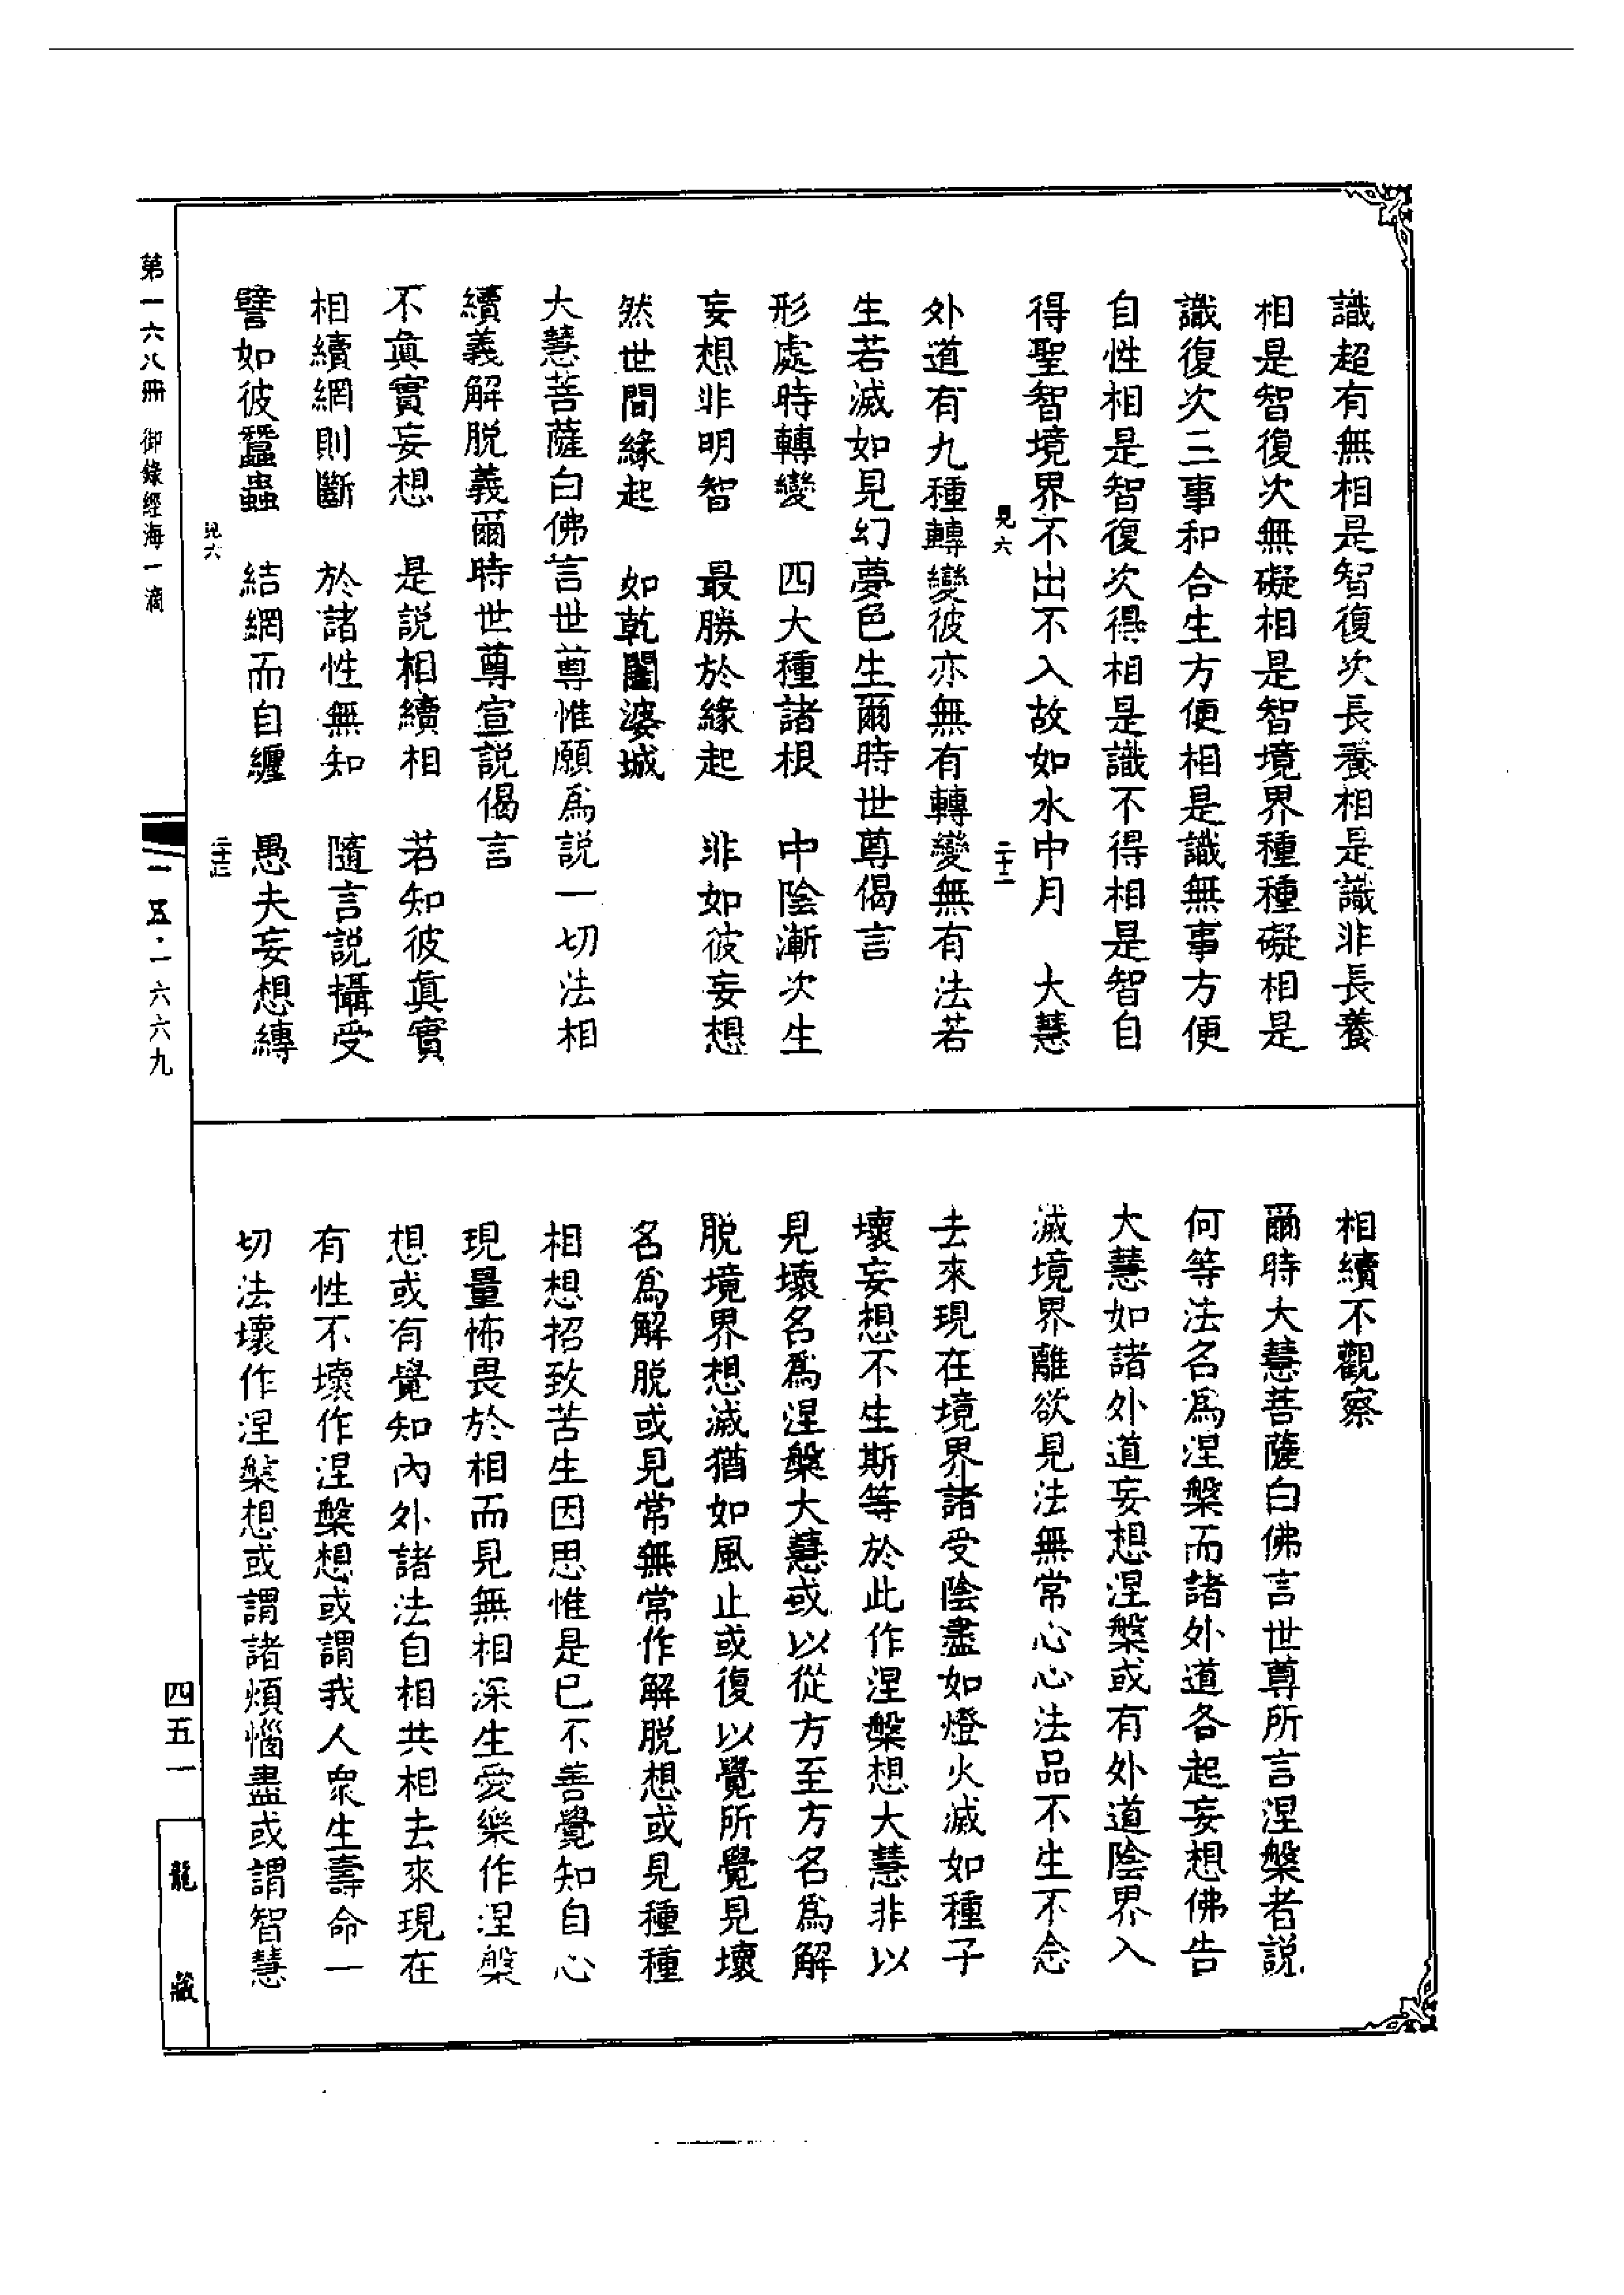 識超有無相是智復次長養相是識非長養
相是智復次無礙相是智境界種種礙相是
識復次三事和合生方便相是識無事方便
自性相是智復次得相是識不得相是智自
得聖智境界不出不入故如水中月　大慧
見六　二十二
外道有九種轉變彼亦無有轉變無有法若
生若滅如見幻夢色生爾時世尊偈言
形處時轉變　四大種諸根　中陰漸次生
妄想非明智　最勝於緣起　非如彼妄想
然世間緣起　如乾闥婆城
大慧菩薩白佛言世尊惟願為說一切法相
續義解脫義爾時世尊宣說偈言
不真實妄想　是說相續相　若知彼真實
相續網則斷　於諸性無知　隨言說攝受
譬如彼蠶蟲　結網而自纏　愚夫妄想縛
見六　二十三
相續不觀察
爾時大慧菩薩白佛言世尊所言涅槃者說
何等法名為涅槃而諸外道各起妄想佛告
大慧如諸外道妄想涅槃或有外道陰界入
滅境界離欲見法無常心心法品不生不念
去來現在境界諸受陰盡如燈火滅如種子
壞妄想不生斯等於此作涅槃想大慧非以
見壞名為涅槃大慧或以從方至方名為解
脫境界想滅猶如風止或復以覺所覺見壞
名為解脫或見常無常作解脫想或見種種
相想招致苦生因思惟是已不善覺知自心
現量怖畏於相而見無相深生愛樂作涅槃
想或有覺知內外諸法自相共相去來現在
有性不壞作涅槃想或謂我人眾生壽命一
切法壞作涅槃想或謂諸煩惱盡或謂智慧
第一六八冊　御錄經海一滴
一五·一六六九
四五一
龍藏